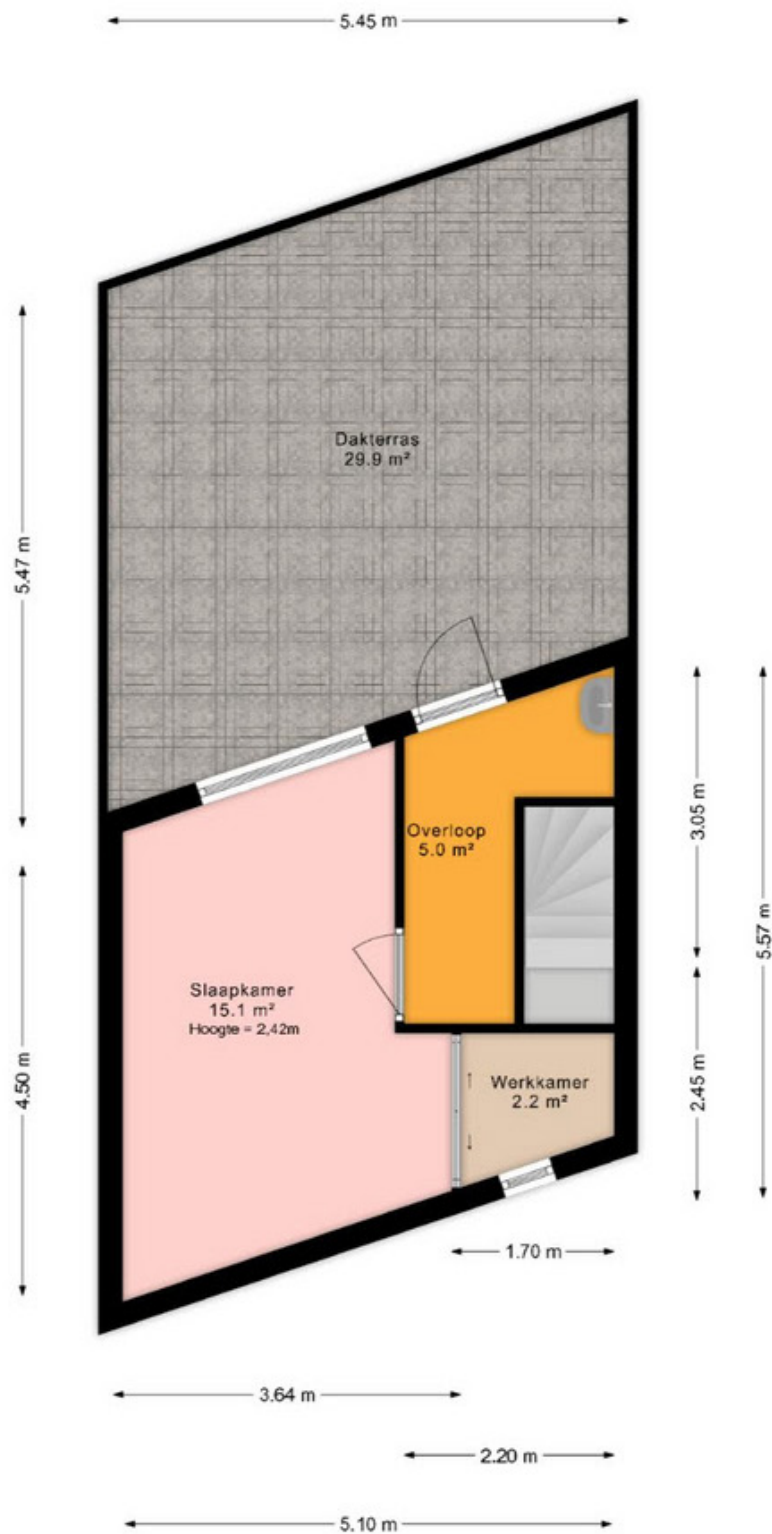 5.45 m
Dakterras
29.9 m²
5.47 m
3.05 m
Overloop
5.0 m²
5.57 m
Slaapkamer
15.1 m²
Hoogte = 2,42m
4.50 m
2.45 m
Werkkamer
2.2 m²
1.70 m
3.64 m
2.20 m
5.10 m